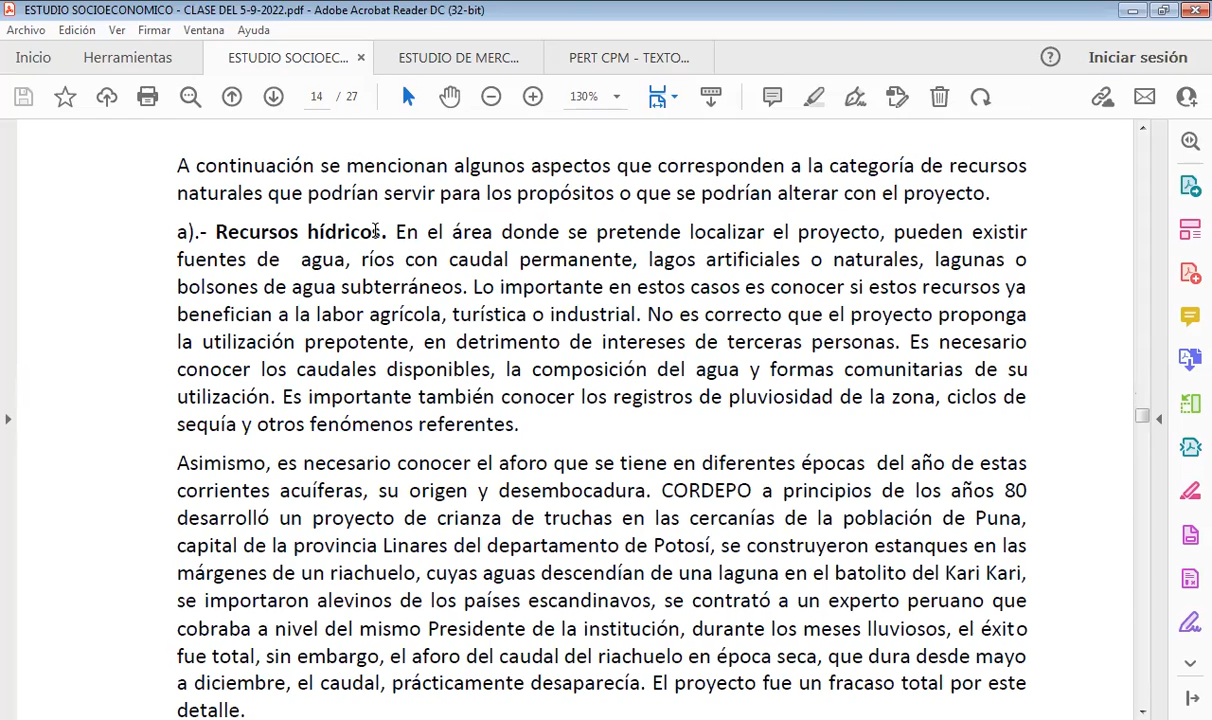 ESTUDIO SOCIOECONOMICO - CLASE DEL 5-9-2022.pdf - Adobe Acrobat Reader DC (32-bit)
Archivo Edición Ver Firmar Ventana Ayuda
Inicio Herramientas ESTUDIO SOCIOEC... × ESTUDIO DE MERC... PERT CPM - TEXTO... Iniciar sesión
14 / 27 130%
A continuación se mencionan algunos aspectos que corresponden a la categoría de recursos
naturales que podrían servir para los propósitos o que se podrían alterar con el proyecto.
a).- Recursos hídricos. En el área donde se pretende localizar el proyecto, pueden existir
fuentes de agua, ríos con caudal permanente, lagos artificiales o naturales, lagunas o
bolsones de agua subterráneos. Lo importante en estos casos es conocer si estos recursos ya
benefician a la labor agrícola, turística o industrial. No es correcto que el proyecto proponga
la utilización prepotente, en detrimento de intereses de terceras personas. Es necesario
conocer los caudales disponibles, la composición del agua y formas comunitarias de su
utilización. Es importante también conocer los registros de pluviosidad de la zona, ciclos de
sequía y otros fenómenos referentes.
Asimismo, es necesario conocer el aforo que se tiene en diferentes épocas del año de estas
corrientes acuíferas, su origen y desembocadura. CORDEPO a principios de los años 80
desarrolló un proyecto de crianza de truchas en las cercanías de la población de Puna,
capital de la provincia Linares del departamento de Potosí, se construyeron estanques en las
márgenes de un riachuelo, cuyas aguas descendían de una laguna en el batolito del Kari Kari,
se importaron alevinos de los países escandinavos, se contrató a un experto peruano que
cobraba a nivel del mismo Presidente de la institución, durante los meses lluviosos, el éxito
fue total, sin embargo, el aforo del caudal del riachuelo en época seca, que dura desde mayo
a diciembre, el caudal, prácticamente desaparecía. El proyecto fue un fracaso total por este
detalle.